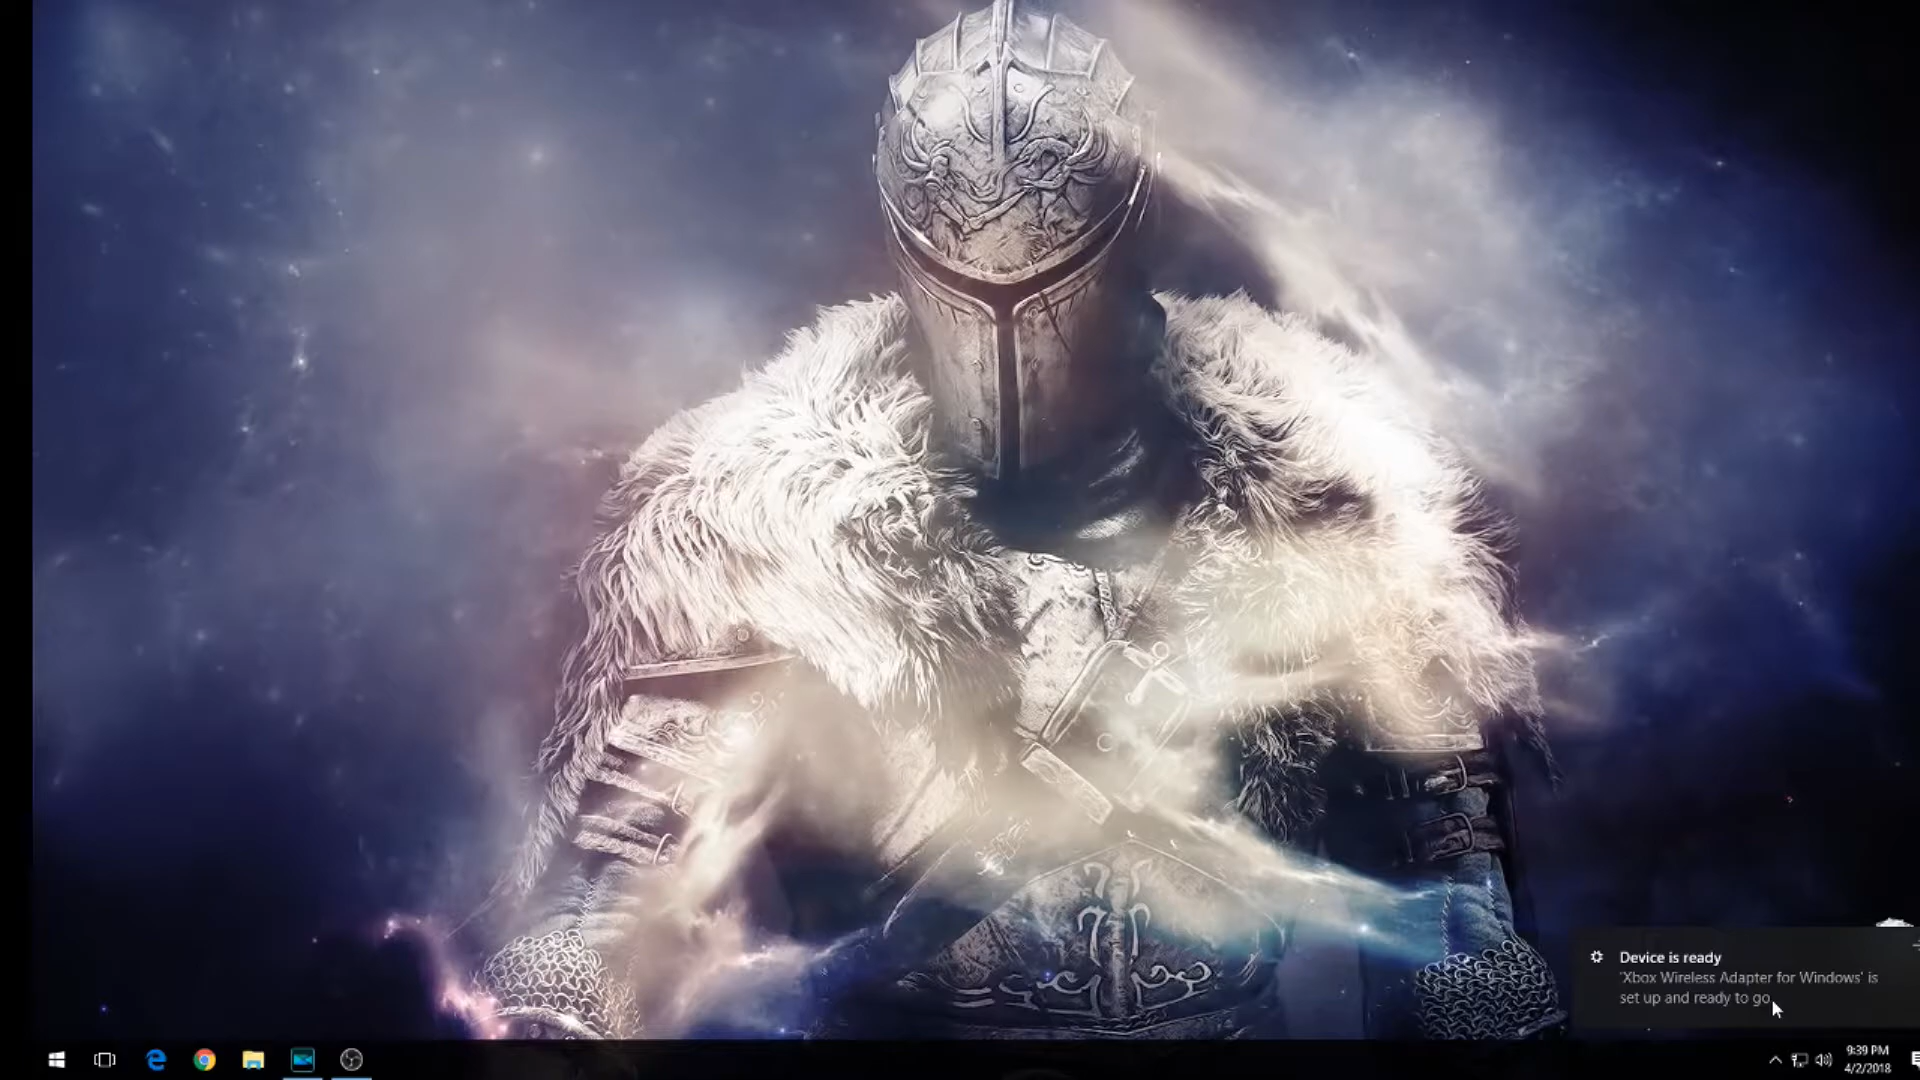 Device is ready
'Xbox Wireless Adapter for Windows' is
set up and ready to go
9:39 PM
4/2/2018